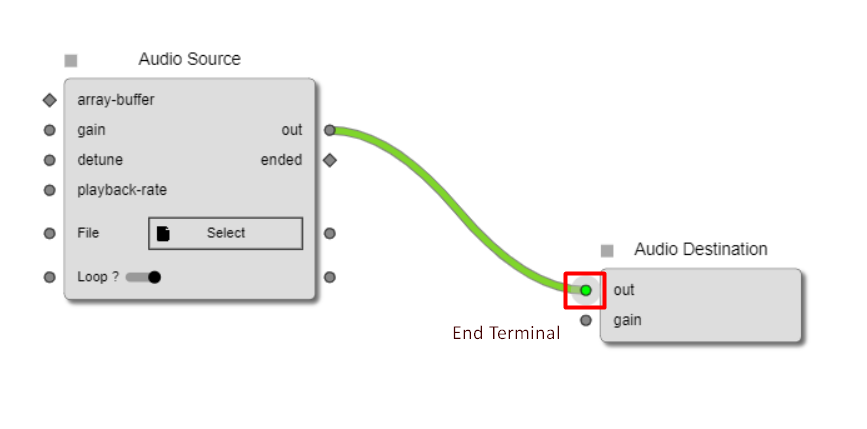 Audio Source
array-buffer
gain out
detune ended
playback-rate
File Select
Loop ?
Audio Destination
out
gain
End Terminal